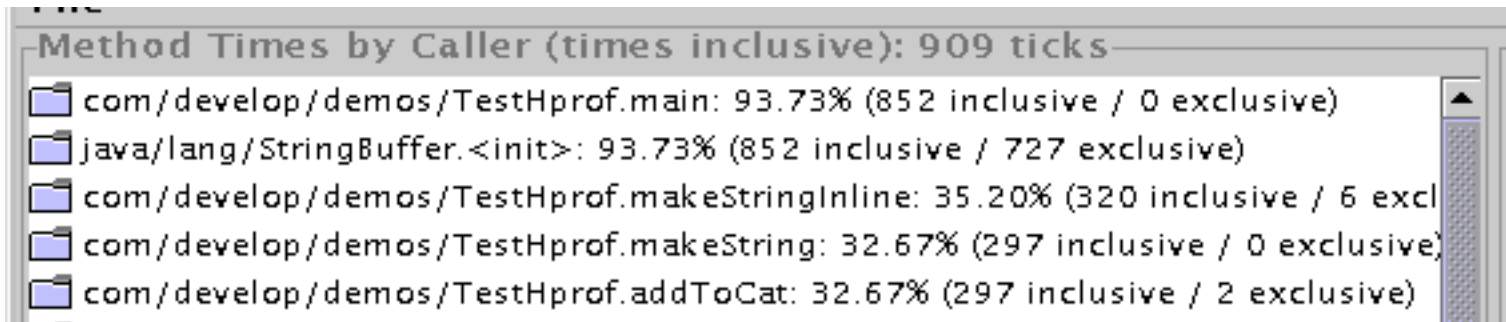 Method Times by Caller (times inclusive): 909 ticks
com/develop/demos/TestHprof.main: 93.73% (852 inclusive / 0 exclusive)
java/lang/StringBuffer.<init>: 93.73% (852 inclusive / 727 exclusive)
com/develop/demos/TestHprof.makeStringInline: 35.20% (320 inclusive / 6 excl
com/develop/demos/TestHprof.makeString: 32.67% (297 inclusive / 0 exclusive)
com/develop/demos/TestHprof.addToCat: 32.67% (297 inclusive / 2 exclusive)